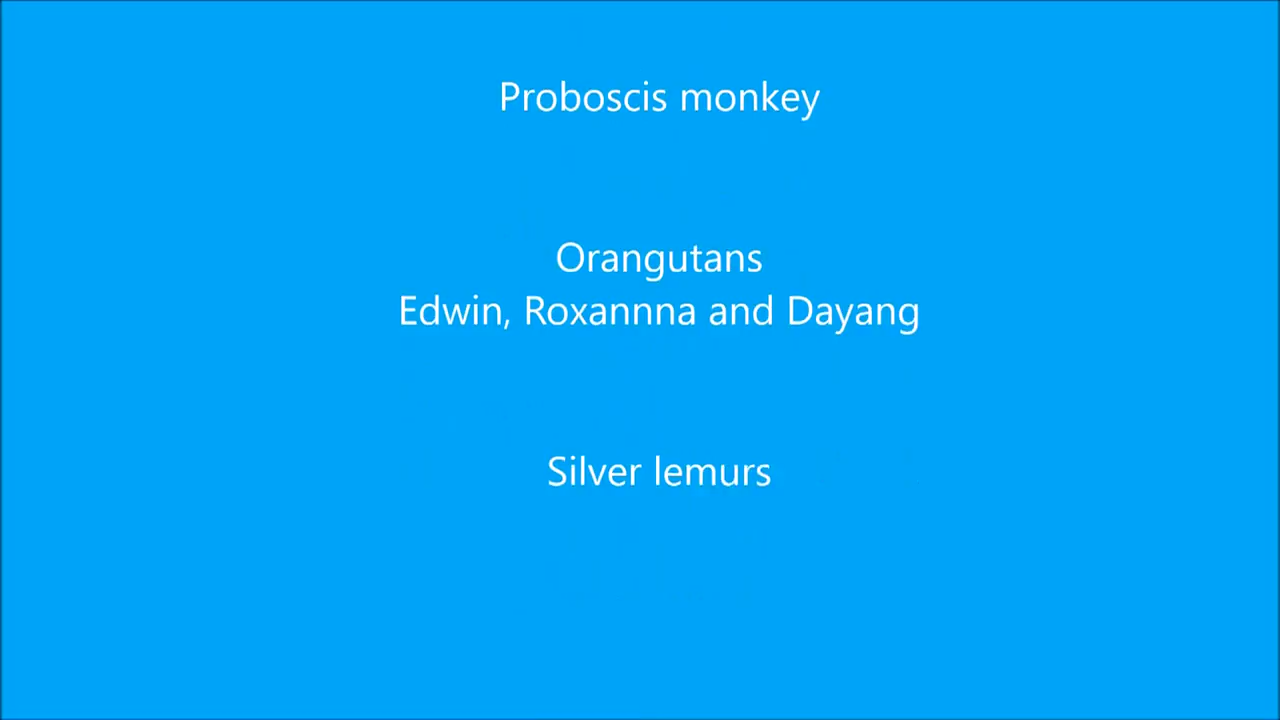 Proboscis monkey
Orangutans
Edwin, Roxannna and Dayang
Silver lemurs